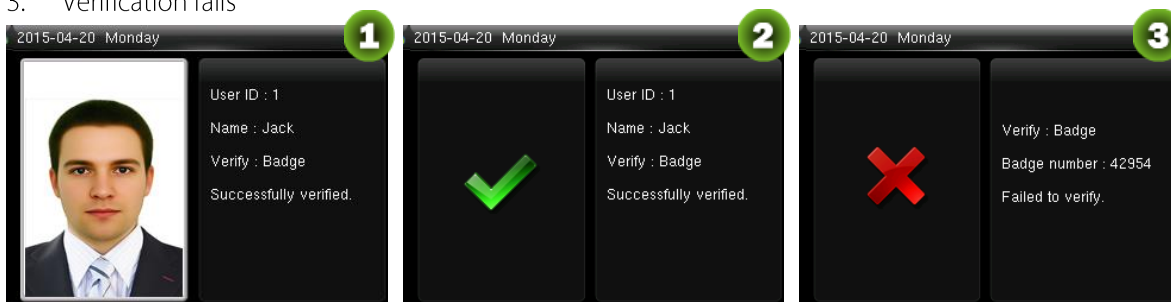 3. Verification fails
2015-04-20 Monday
1
User ID : 1
Name : Jack
Verify : Badge
Successfully verified.
2015-04-20 Monday
2
User ID : 1
Name : Jack
Verify : Badge
Successfully verified.
2015-04-20 Monday
3
Verify : Badge
Badge number : 42954
Failed to verify.